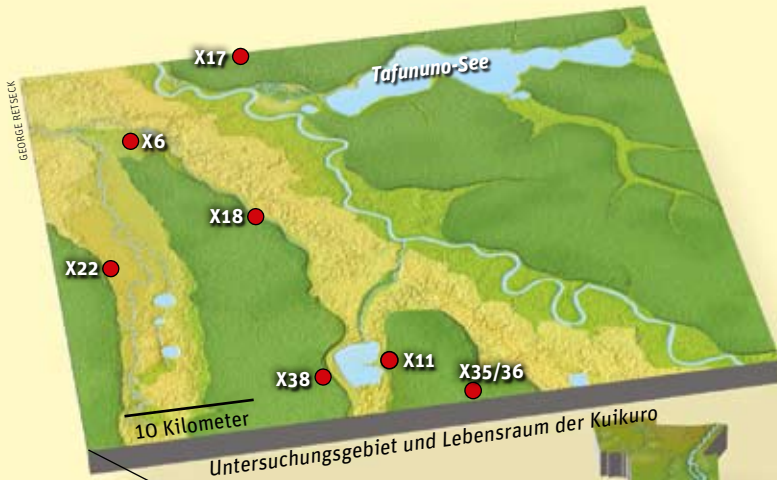 GEORGE RETSECK
X17
Tafununo-See
X6
X18
X22
X11
X38
X35/36
10 Kilometer
Untersuchungsgebiet und Lebensraum der Kuikuro